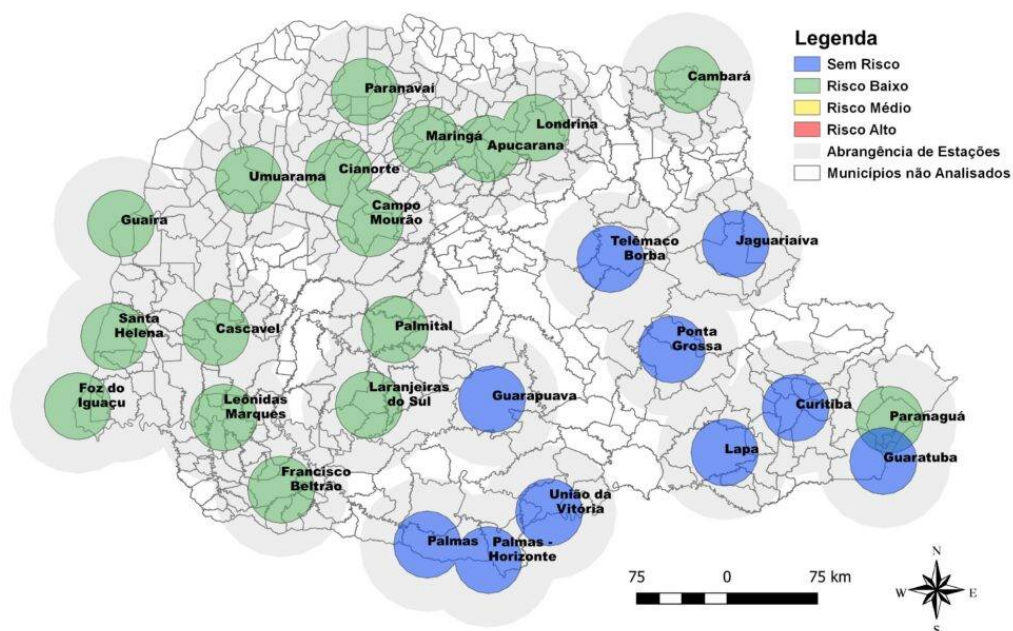 Legenda
Sem Risco
Risco Baixo
Risco Médio
Risco Alto
Abrangência de Estações
Municípios não Analisados
Cambará
Paranavaí
Londrina
Maringá
Apucarana
Cianorte
Umuarama
Campo
Mourão
Guaíra
Telêmaco
Borba
Jaguariaíva
Santa
Helena
Cascavel
Palmital
Ponta
Grossa
Foz do
Iguaçu
Leônidas
Marques
Laranjeiras
do Sul
Guarapuava
Curitiba
Paranaguá
Lapa
Guaratuba
Francisco
Beltrão
União da
Vitória
Palmas
Palmas -
Horizonte
75 0 75 km
N
W E
S